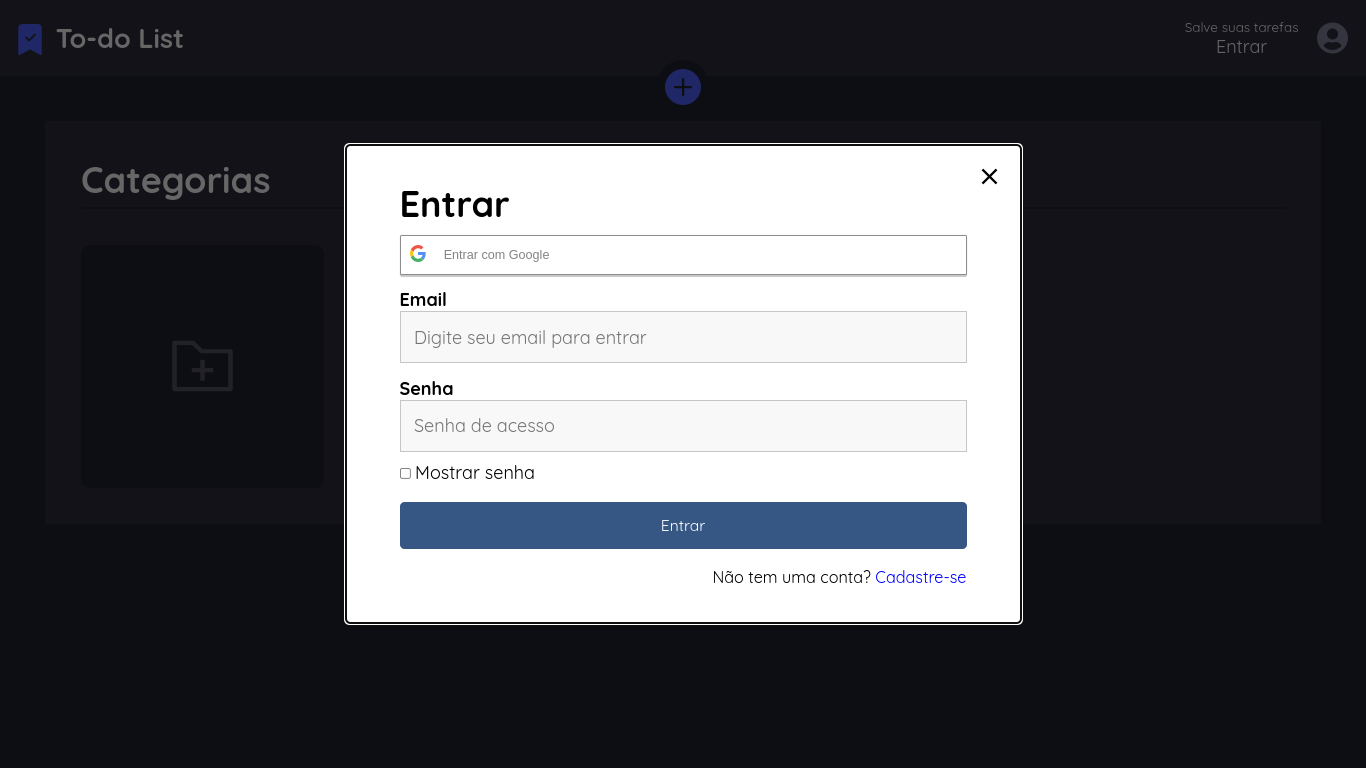 To-do List
Salve suas tarefas
Entrar
Categorias
Entrar
Entrar com Google
Email
Digite seu email para entrar
Senha
Senha de acesso
Mostrar senha
Entrar
Não tem uma conta? Cadastre-se